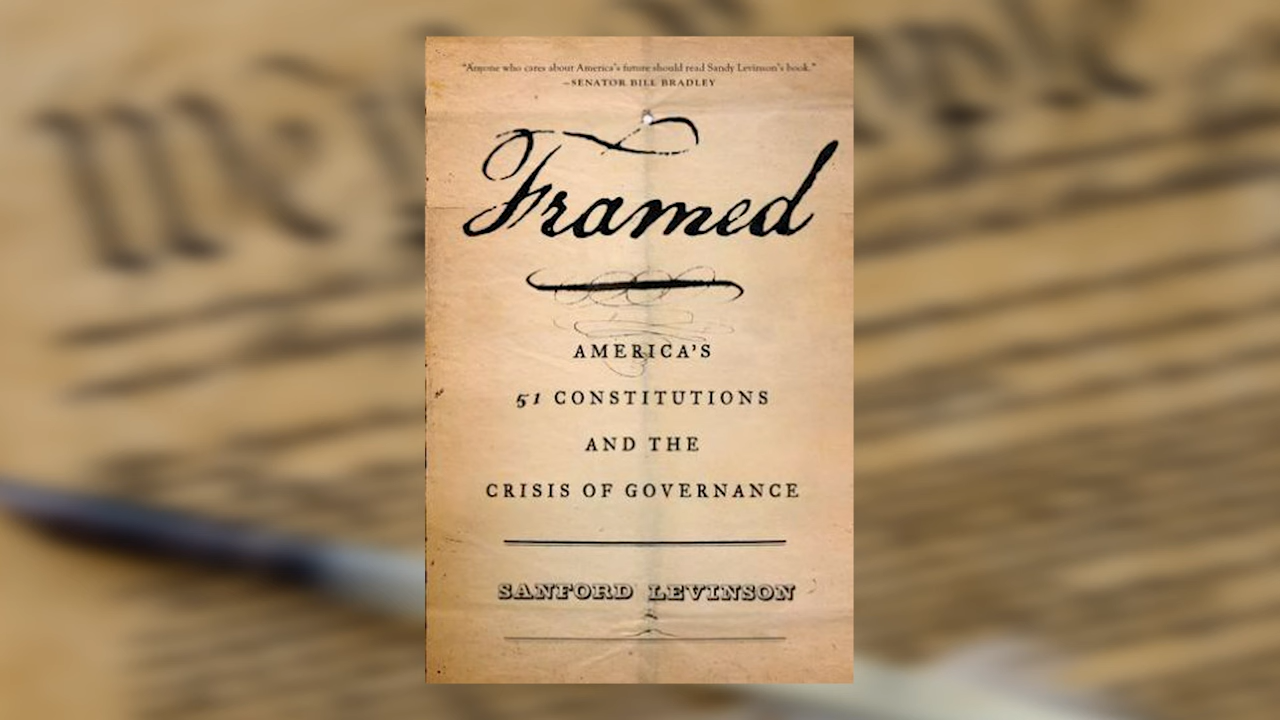 "Anyone who cares about America's future should read Sandy Levinson's book."
—SENATOR BILL BRADLEY
Framed
AMERICA'S
51 CONSTITUTIONS
AND THE
CRISIS OF GOVERNANCE
SANFORD LEVINSON